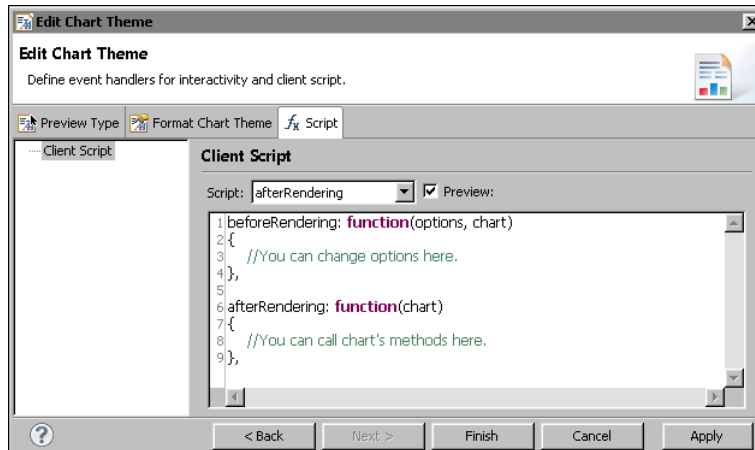 Edit Chart Theme
Edit Chart Theme
Define event handlers for interactivity and client script.
Preview Type Format Chart Theme fx Script
Client Script
Client Script
Script: afterRendering Preview:
1 beforeRendering: function(options, chart)
2 {
3 //You can change options here.
4 },
5
6 afterRendering: function(chart)
7 {
8 //You can call chart's methods here.
9 },
? < Back Next > Finish Cancel Apply